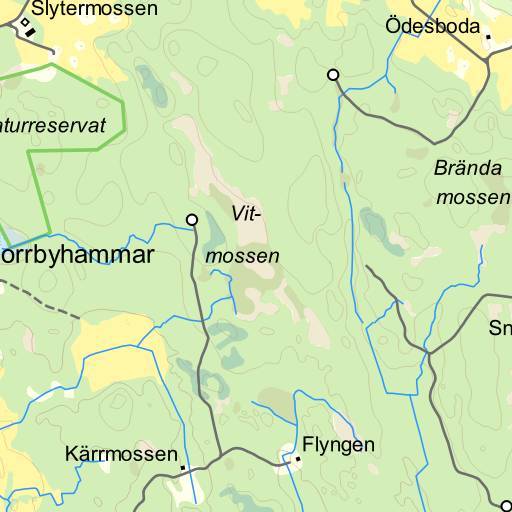 Slytermossen
Ödesboda
aturreservat
Brända
mossen
Vit-
mossen
orrbyhammar
Sn
Flyngen
Kärrmossen